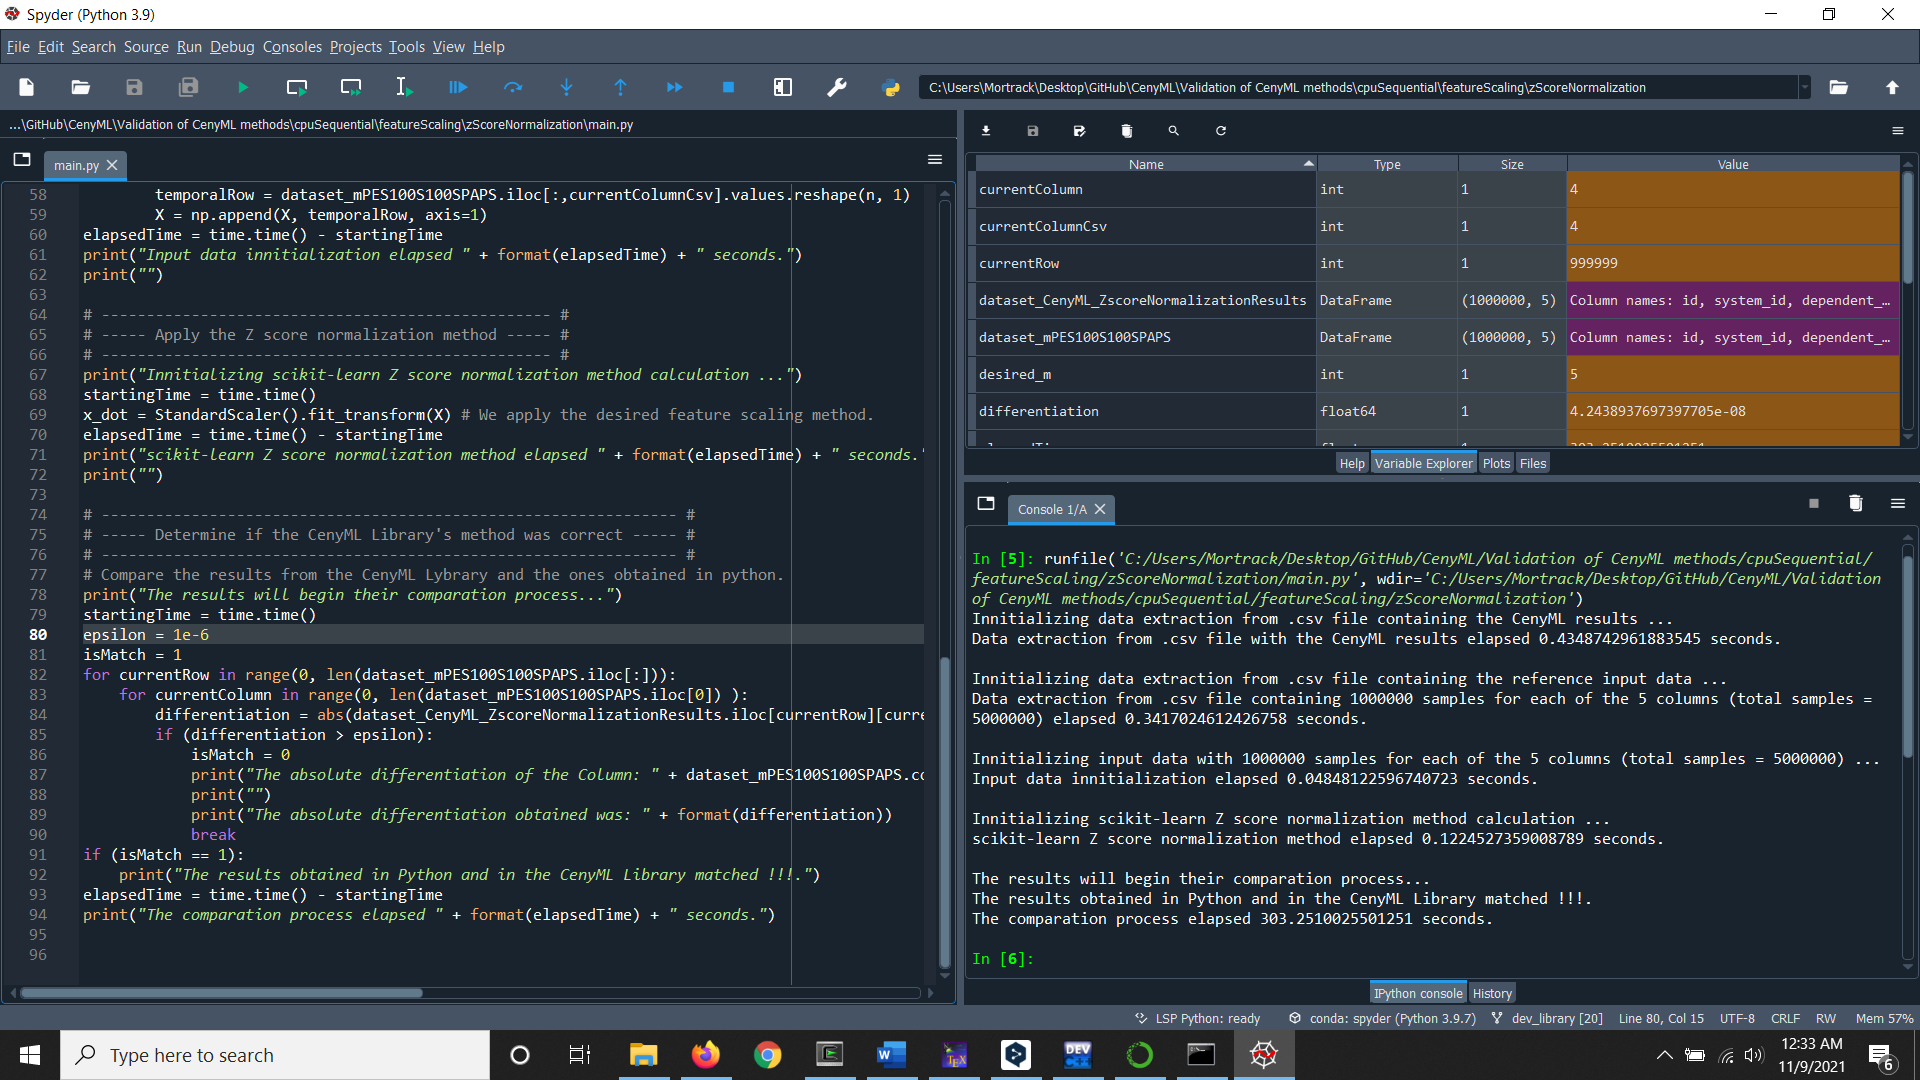 Spyder (Python 3.9)
File Edit Search Source Run Debug Consoles Projects Tools View Help
C:\Users\Mortrack\Desktop\GitHub\CenyML\Validation of CenyML methods\cpuSequential\featureScaling\zScoreNormalization
...\GitHub\CenyML\Validation of CenyML methods\cpuSequential\featureScaling\zScoreNormalization\main.py
main.py
58 temporalRow = dataset_mPES100S100SPAPS.iloc[:,currentColumnCsv].values.reshape(n, 1)
59 X = np.append(X, temporalRow, axis=1)
60 elapsedTime = time.time() - startingTime
61 print("Input data innitialization elapsed " + format(elapsedTime) + " seconds.")
62 print("")
63
64 # -------------------------------------------------- #
65 # ----- Apply the Z score normalization method ----- #
66 # -------------------------------------------------- #
67 print("Innitializing scikit-learn Z score normalization method calculation ...")
68 startingTime = time.time()
69 x_dot = StandardScaler().fit_transform(X) # We apply the desired feature scaling method.
70 elapsedTime = time.time() - startingTime
71 print("scikit-learn Z score normalization method elapsed " + format(elapsedTime) + " seconds.
72 print("")
73
74 # ---------------------------------------------------------------- #
75 # ----- Determine if the CenyML Library's method was correct ----- #
76 # ---------------------------------------------------------------- #
77 # Compare the results from the CenyML Lybrary and the ones obtained in python.
78 print("The results will begin their comparation process...")
79 startingTime = time.time()
80 epsilon = 1e-6
81 isMatch = 1
82 for currentRow in range(0, len(dataset_mPES100S100SPAPS.iloc[:])):
83 for currentColumn in range(0, len(dataset_mPES100S100SPAPS.iloc[0]) ):
84 differentiation = abs(dataset_CenyML_ZscoreNormalizationResults.iloc[currentRow][curre
85 if (differentiation > epsilon):
86 isMatch = 0
87 print("The absolute differentiation of the Column: " + dataset_mPES100S100SPAPS.co
88 print("")
89 print("The absolute differentiation obtained was: " + format(differentiation))
90 break
91 if (isMatch == 1):
92 print("The results obtained in Python and in the CenyML Library matched !!!.")
93 elapsedTime = time.time() - startingTime
94 print("The comparation process elapsed " + format(elapsedTime) + " seconds.")
95
96
Name Type Size Value
currentColumn int 1 4
currentColumnCsv int 1 4
currentRow int 1 999999
dataset_CenyML_ZscoreNormalizationResults DataFrame (1000000, 5) Column names: id, system_id, dependent_…
dataset_mPES100S100SPAPS DataFrame (1000000, 5) Column names: id, system_id, dependent_…
desired_m int 1 5
differentiation float64 1 4.2438937697397705e-08
Help Variable Explorer Plots Files
Console 1/A
In [5]: runfile('C:/Users/Mortrack/Desktop/GitHub/CenyML/Validation of CenyML methods/cpuSequential/
featureScaling/zScoreNormalization/main.py', wdir='C:/Users/Mortrack/Desktop/GitHub/CenyML/Validation
of CenyML methods/cpuSequential/featureScaling/zScoreNormalization')
Innitializing data extraction from .csv file containing the CenyML results ...
Data extraction from .csv file with the CenyML results elapsed 0.4348742961883545 seconds.
Innitializing data extraction from .csv file containing the reference input data ...
Data extraction from .csv file containing 1000000 samples for each of the 5 columns (total samples =
5000000) elapsed 0.3417024612426758 seconds.
Innitializing input data with 1000000 samples for each of the 5 columns (total samples = 5000000) ...
Input data innitialization elapsed 0.04848122596740723 seconds.
Innitializing scikit-learn Z score normalization method calculation ...
scikit-learn Z score normalization method elapsed 0.1224527359008789 seconds.
The results will begin their comparation process...
The results obtained in Python and in the CenyML Library matched !!!.
The comparation process elapsed 303.2510025501251 seconds.
In [6]:
IPython console History
LSP Python: ready conda: spyder (Python 3.9.7) dev_library [20] Line 80, Col 15 UTF-8 CRLF RW Mem 57%
Type here to search
TEX
DEV C++
12:33 AM
11/9/2021
6